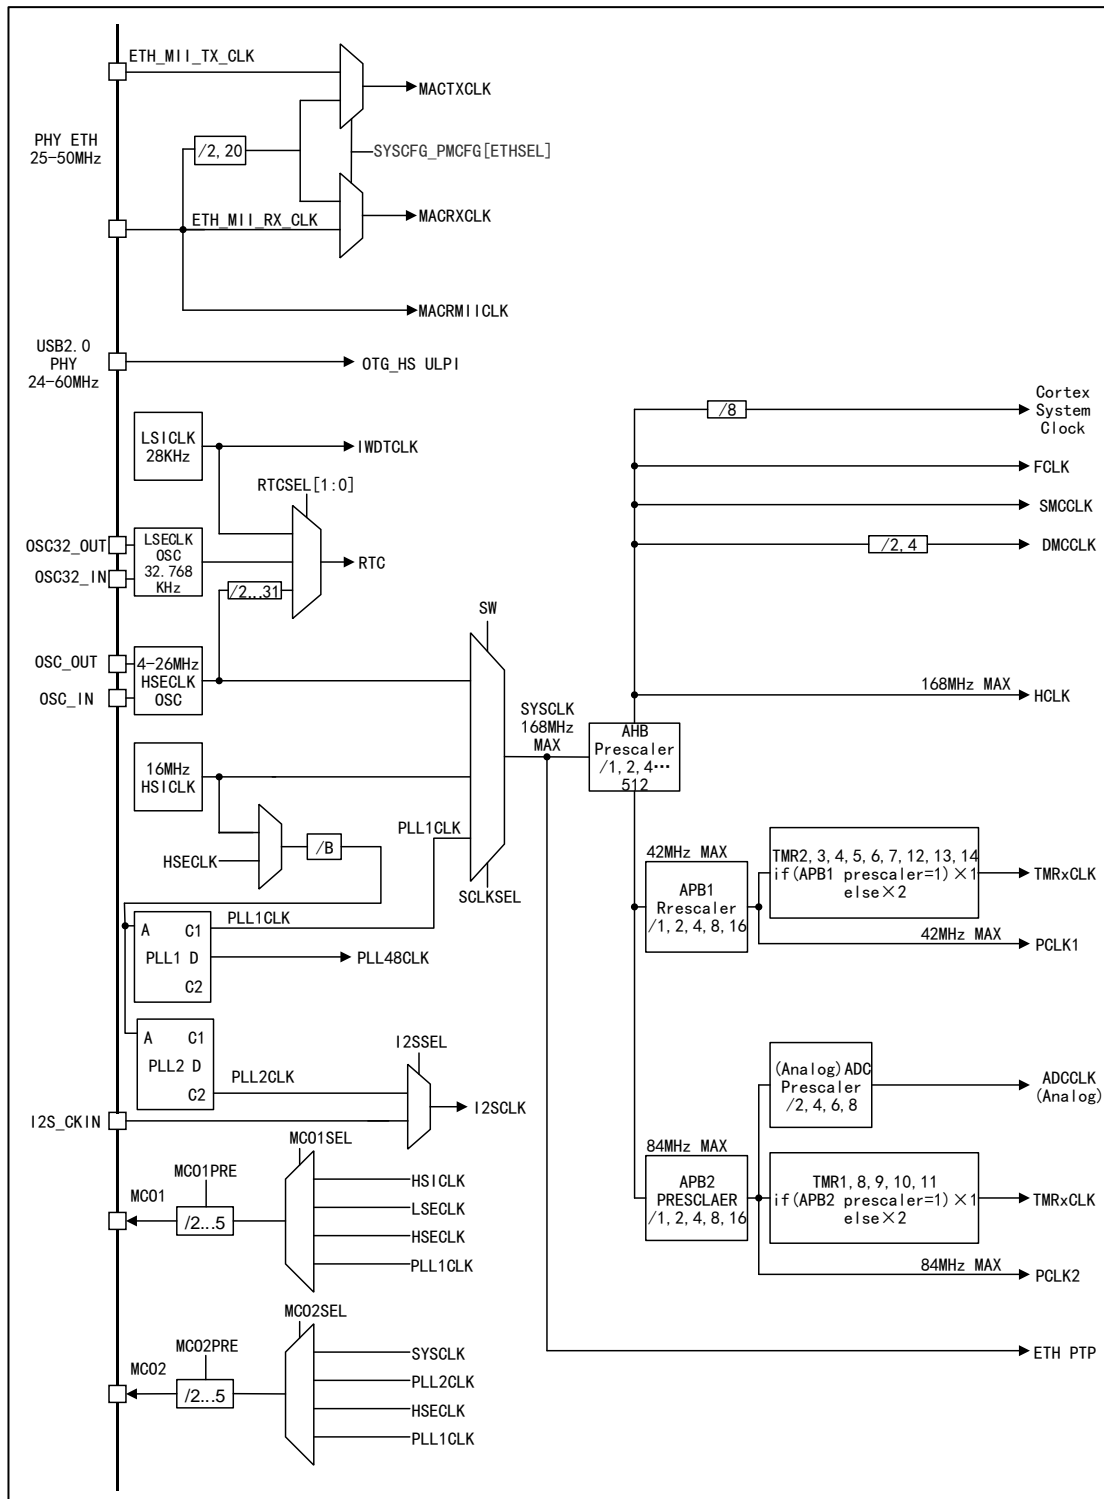 ETH_MII_TX_CLK
MACTXCLK
PHY ETH
25-50MHz
/2, 20
SYSCFG_PMCFG[ETHSEL]
ETH_MII_RX_CLK
MACRXCLK
MACRMIICLK
USB2.0
PHY
24-60MHz
OTG_HS ULPI
LSICLK
28KHz
IWDTCLK
RTCSEL[1:0]
OSC32_OUT
OSC32_IN
LSECLK
OSC
32.768
KHz
RTC
/2...31
OSC_OUT
OSC_IN
4-26MHz
HSECLK
OSC
SW
16MHz
HSICLK
HSECLK
/B
PLL1CLK
SCLKSEL
SYSCLK
168MHz
MAX
AHB
Prescaler
/1, 2, 4…
512
/8
Cortex
System
Clock
FCLK
SMCCLK
/2, 4
DMCCLK
168MHz MAX
HCLK
42MHz MAX
APB1
Rrescaler
/1, 2, 4, 8, 16
TMR2, 3, 4, 5, 6, 7, 12, 13, 14
if(APB1 prescaler=1)×1
else×2
TMRxCLK
42MHz MAX
PCLK1
A C1
PLL1 D
C2
PLL1CLK
PLL48CLK
A C1
PLL2 D
C2
PLL2CLK
I2SSEL
I2SCLK
I2S_CKIN
(Analog)ADC
Prescaler
/2, 4, 6, 8
ADCCLK
(Analog)
84MHz MAX
APB2
PRESCLAER
/1, 2, 4, 8, 16
TMR1, 8, 9, 10, 11
if(APB2 prescaler=1)×1
else×2
TMRxCLK
84MHz MAX
PCLK2
MCO1SEL
MCO1PRE
MCO1
/2...5
HSICLK
LSECLK
HSECLK
PLL1CLK
MCO2SEL
MCO2PRE
MCO2
/2...5
SYSCLK
PLL2CLK
HSECLK
PLL1CLK
ETH PTP